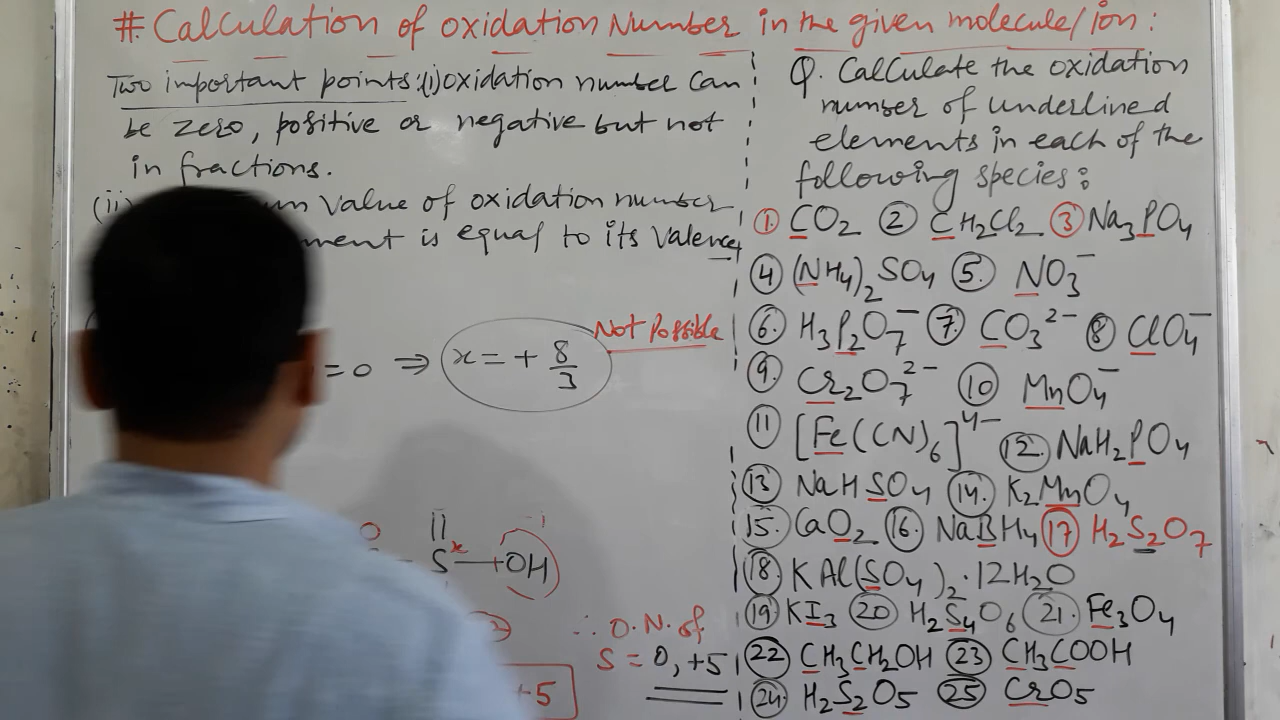 # Calculation of oxidation Number in the given molecule/ion:
Two important points: (i) oxidation number can
be zero, positive or negative but not
in fractions.
(ii) value of oxidation number
is equal to its valency
= 0 ⇒ x = + 8/3 Not Possible
O
S x — OH -1
∴ O.N. of
S = 0, +5
+5
Q. Calculate the oxidation
number of underlined
elements in each of the
following species:
① CO₂ ② CH₂Cl₂ ③ Na₃PO₄
④ (NH₄)₂SO₄ ⑤. NO₃⁻
⑥. H₃P₂O₇⁻ ⑦. CO₃²⁻ ⑧ ClO₄⁻
⑨ Cr₂O₇²⁻ ⑩ MnO₄⁻
⑪ [Fe(CN)₆]⁴⁻ ⑫. NaH₂PO₄
⑬ NaHSO₄ ⑭. K₂MnO₄
⑮. CaO₂ ⑯. NaBH₄ ⑰ H₂S₂O₇
⑱. KAl(SO₄)₂·12H₂O
⑲ KI₃ ⑳ H₂S₄O₆ ㉑. Fe₃O₄
㉒ CH₃CH₂OH ㉓ CH₃COOH
㉔ H₂S₂O₅ ㉕ CrO₅